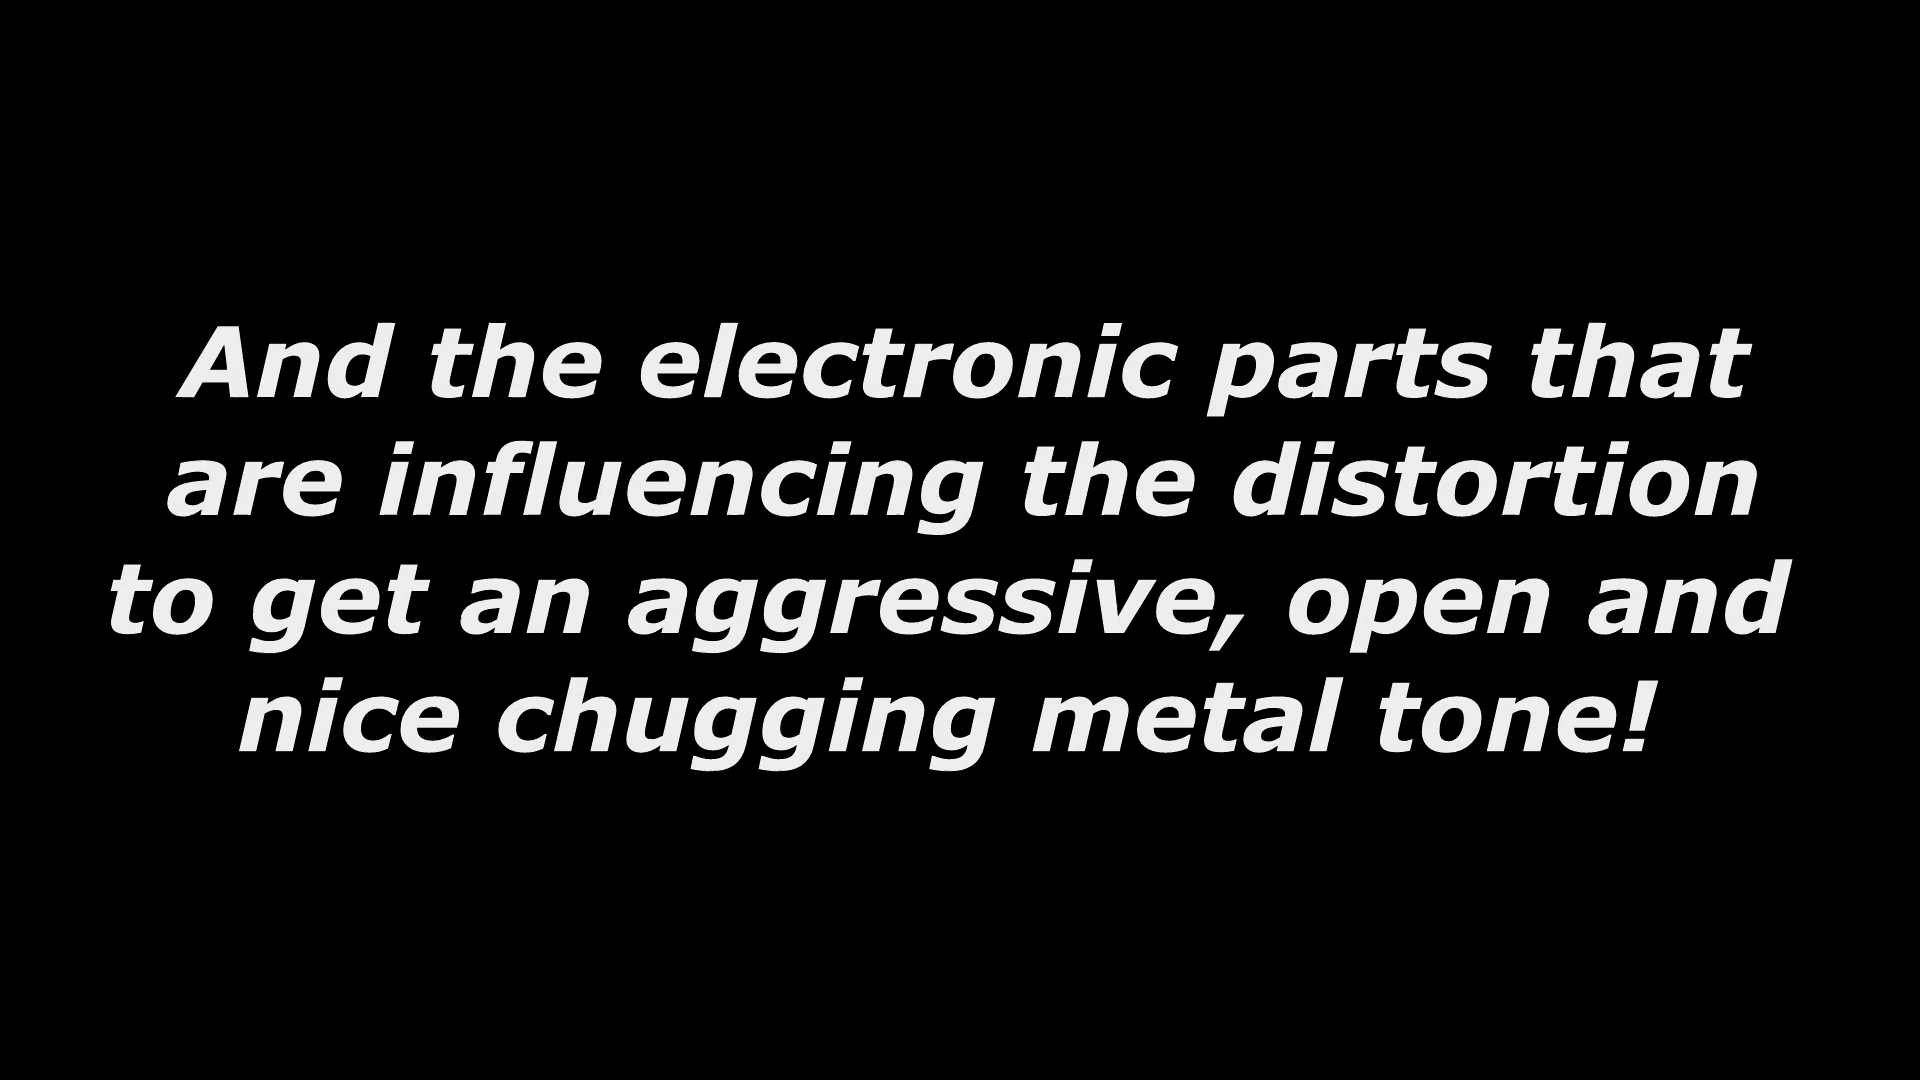 And the electronic parts that
are influencing the distortion
to get an aggressive, open and
nice chugging metal tone!